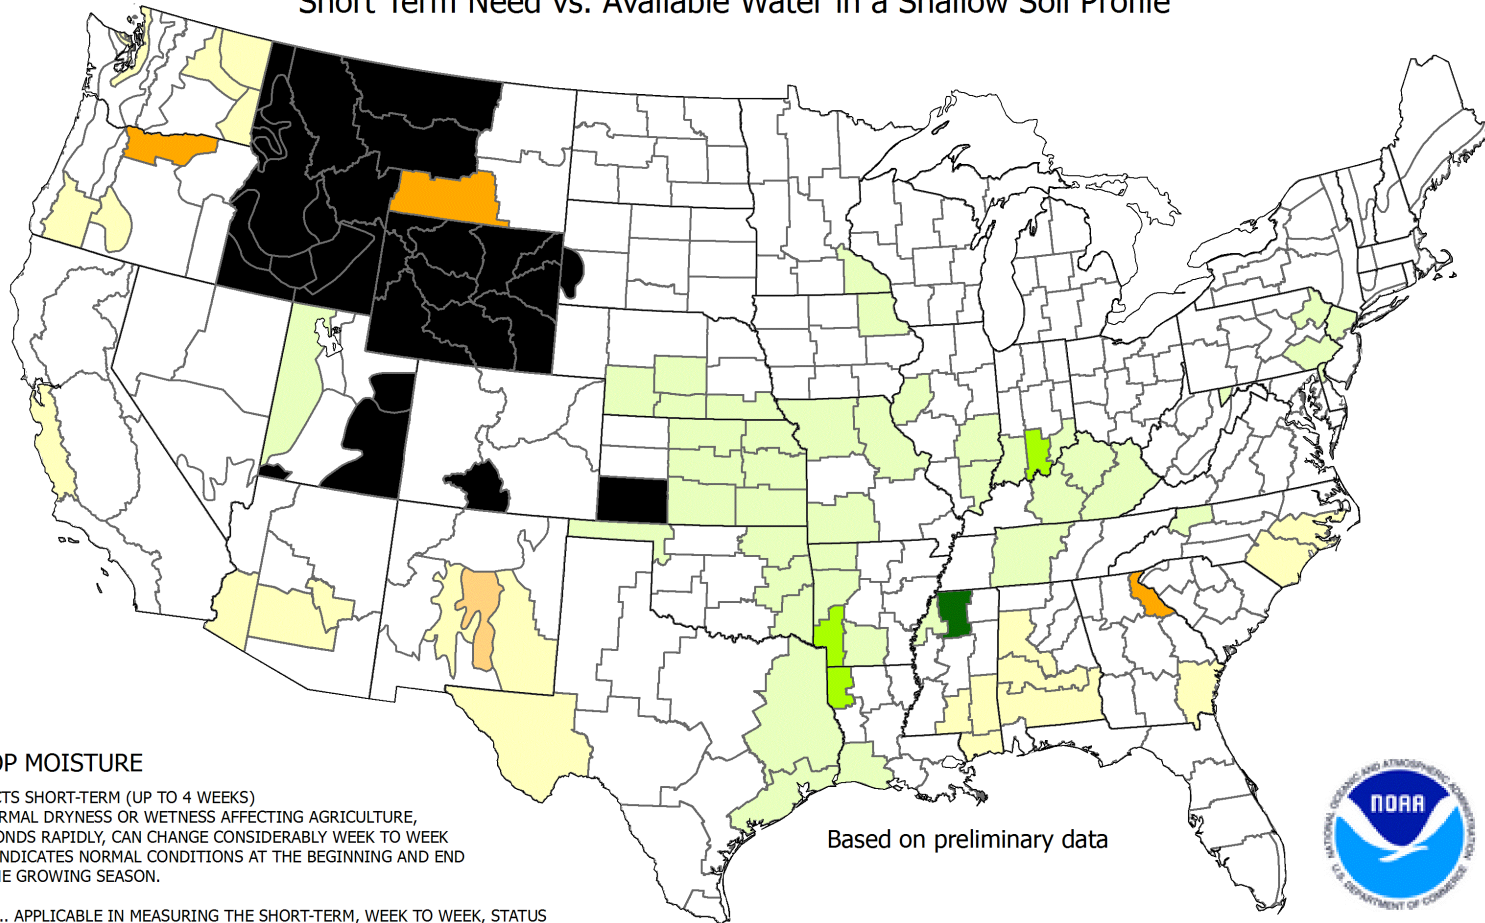 Short Term Need vs. Available Water in a Shallow Soil Profile
OP MOISTURE
CTS SHORT-TERM (UP TO 4 WEEKS)
RMAL DRYNESS OR WETNESS AFFECTING AGRICULTURE,
ONDS RAPIDLY, CAN CHANGE CONSIDERABLY WEEK TO WEEK
NDICATES NORMAL CONDITIONS AT THE BEGINNING AND END
E GROWING SEASON.
.. APPLICABLE IN MEASURING THE SHORT-TERM, WEEK TO WEEK, STATUS
Based on preliminary data
NATIONAL OCEANIC AND ATMOSPHERIC ADMINISTRATION
NOAA
U.S. DEPARTMENT OF COMMERCE